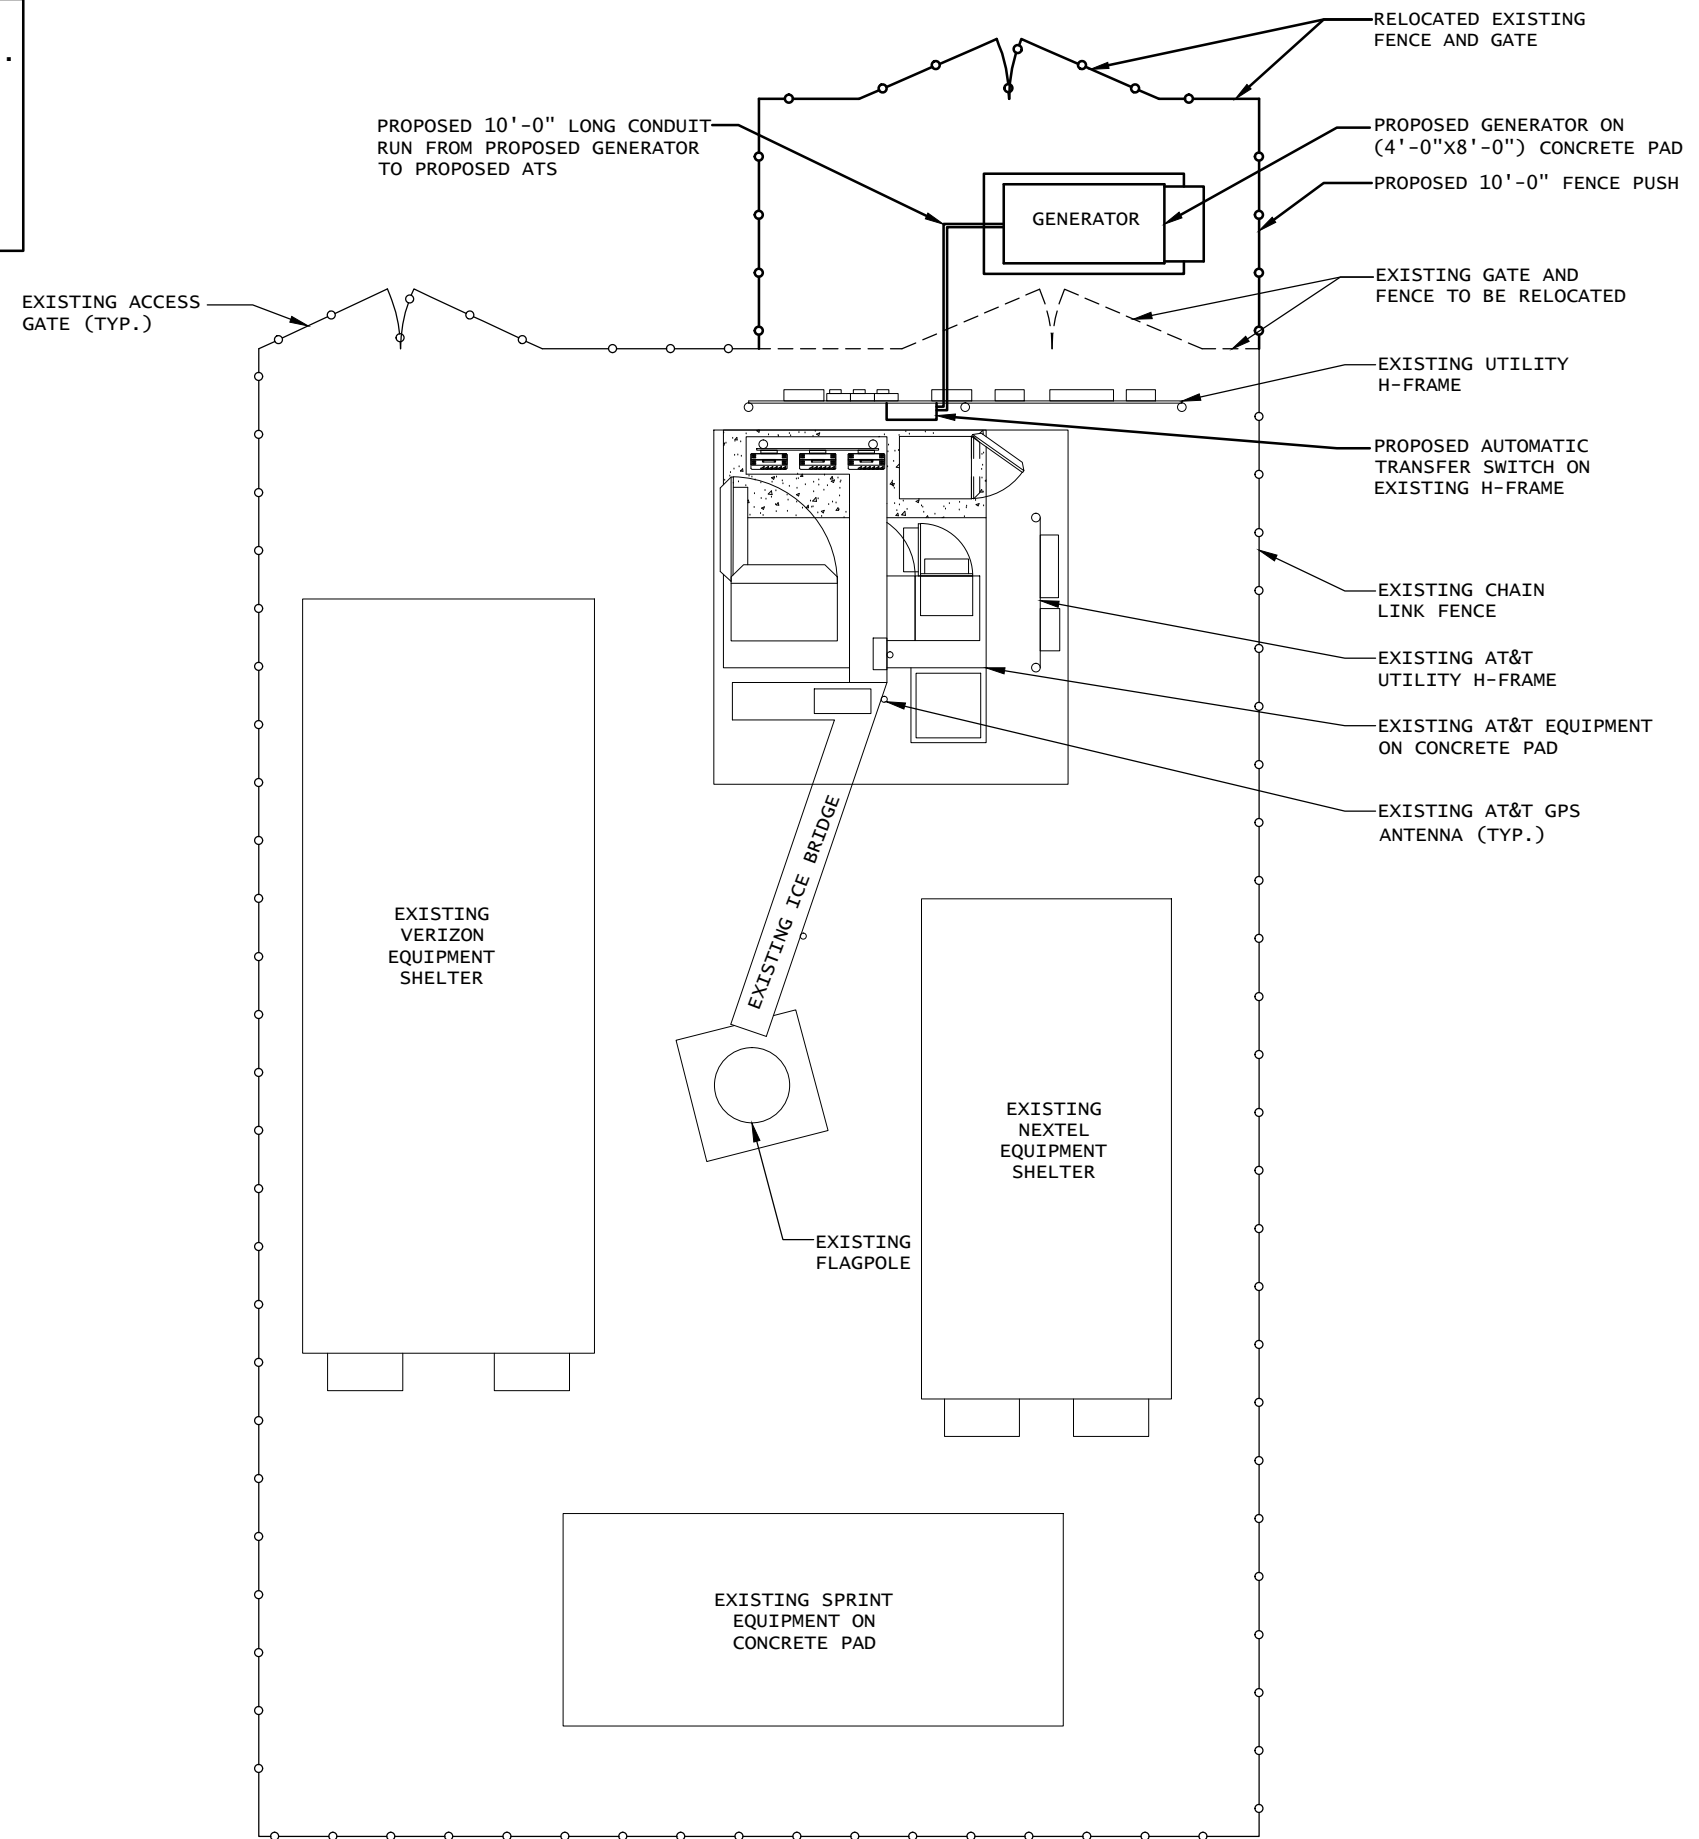 RELOCATED EXISTING
FENCE AND GATE
.
PROPOSED 10'-0" LONG CONDUIT
RUN FROM PROPOSED GENERATOR
TO PROPOSED ATS
PROPOSED GENERATOR ON
(4'-0"X8'-0") CONCRETE PAD
PROPOSED 10'-0" FENCE PUSH
GENERATOR
EXISTING GATE AND
FENCE TO BE RELOCATED
EXISTING ACCESS
GATE (TYP.)
EXISTING UTILITY
H-FRAME
PROPOSED AUTOMATIC
TRANSFER SWITCH ON
EXISTING H-FRAME
EXISTING CHAIN
LINK FENCE
EXISTING AT&T
UTILITY H-FRAME
EXISTING AT&T EQUIPMENT
ON CONCRETE PAD
EXISTING AT&T GPS
ANTENNA (TYP.)
EXISTING ICE BRIDGE
EXISTING
VERIZON
EQUIPMENT
SHELTER
EXISTING
NEXTEL
EQUIPMENT
SHELTER
EXISTING
FLAGPOLE
EXISTING SPRINT
EQUIPMENT ON
CONCRETE PAD